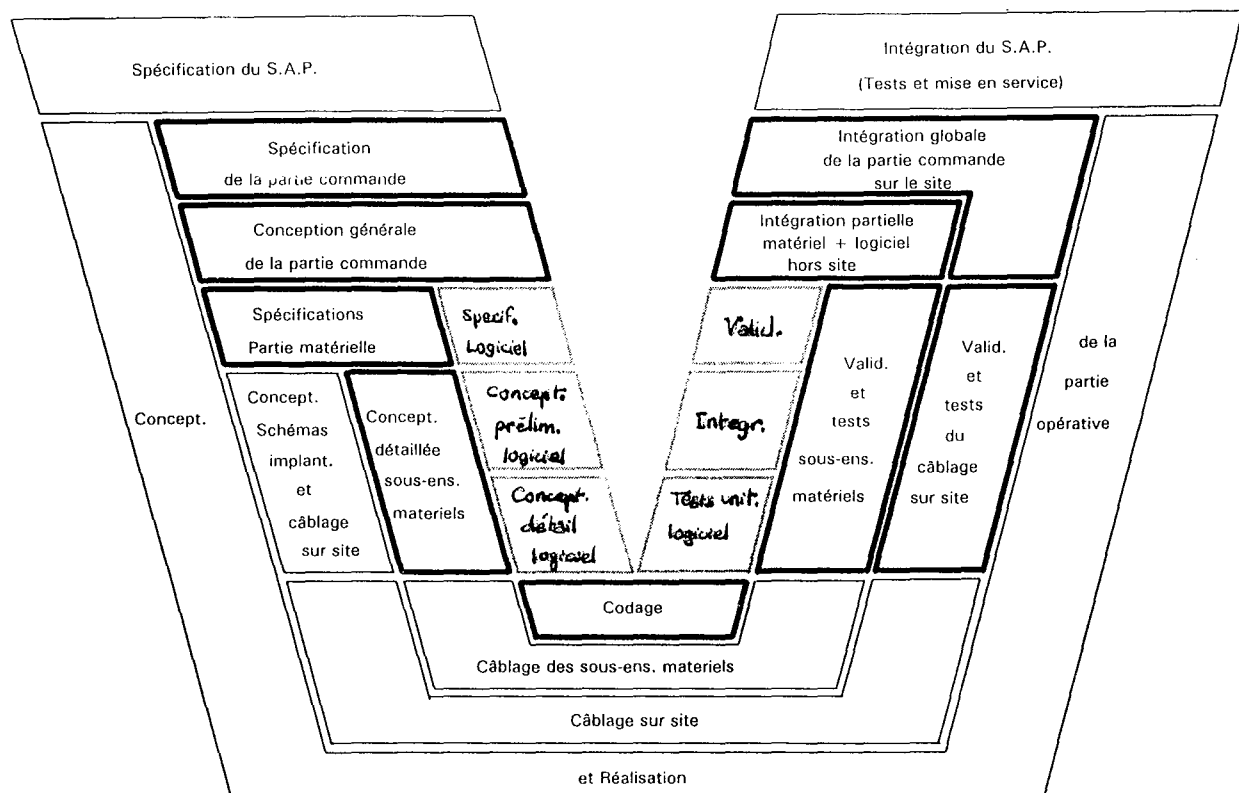 Spécification du S.A.P.
Intégration du S.A.P.
(Tests et mise en service)
Spécification
de la partie commande
Intégration globale
de la partie commande
sur le site
Conception générale
de la partie commande
Intégration partielle
matériel + logiciel
hors site
Spécifications
Partie matérielle
Spécif.
Logiciel
Valid.
Valid.
et
tests
sous-ens.
matériels
Valid.
et
tests
du
câblage
sur site
de la
partie
opérative
Concept.
Concept.
Schémas
implant.
et
câblage
sur site
Concept.
détaillée
sous-ens.
materiels
Concept.
prélim.
logiciel
Integr.
Concept.
détail
logiciel
Tests unit.
logiciel
Codage
Câblage des sous-ens. materiels
Câblage sur site
et Réalisation